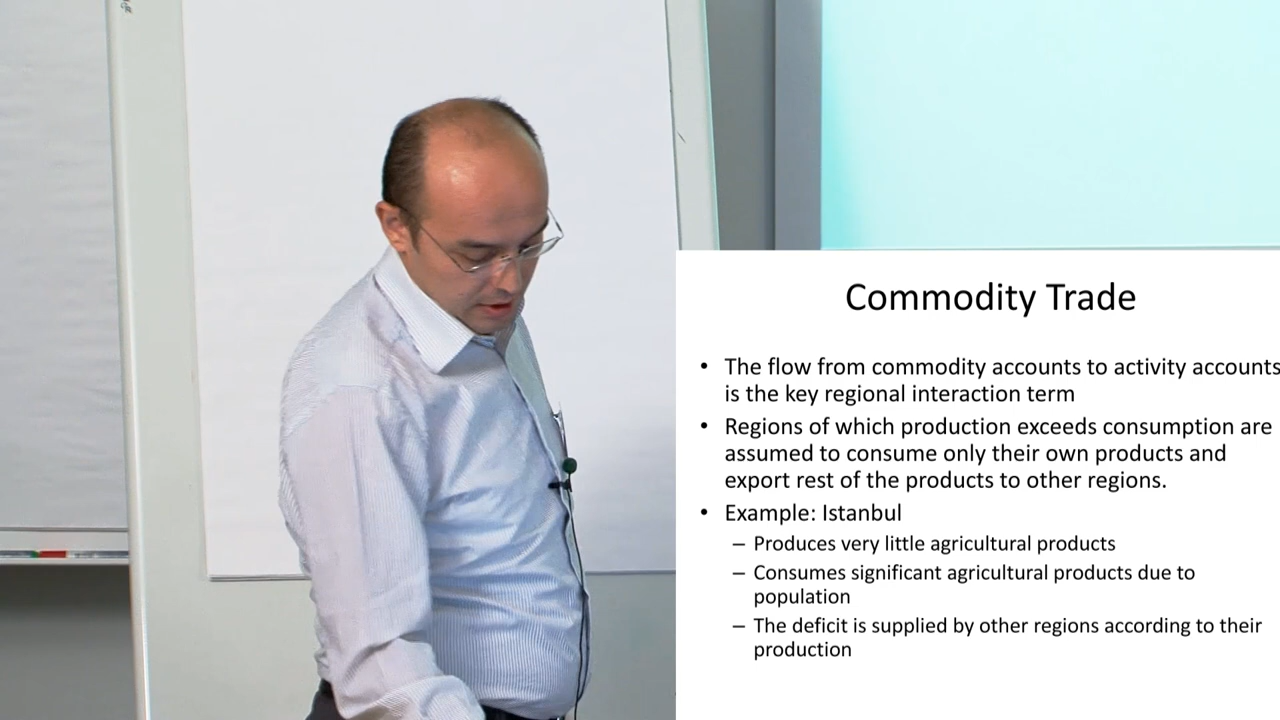 Commodity Trade
• The flow from commodity accounts to activity accounts
is the key regional interaction term
• Regions of which production exceeds consumption are
assumed to consume only their own products and
export rest of the products to other regions.
• Example: Istanbul
– Produces very little agricultural products
– Consumes significant agricultural products due to
population
– The deficit is supplied by other regions according to their
production